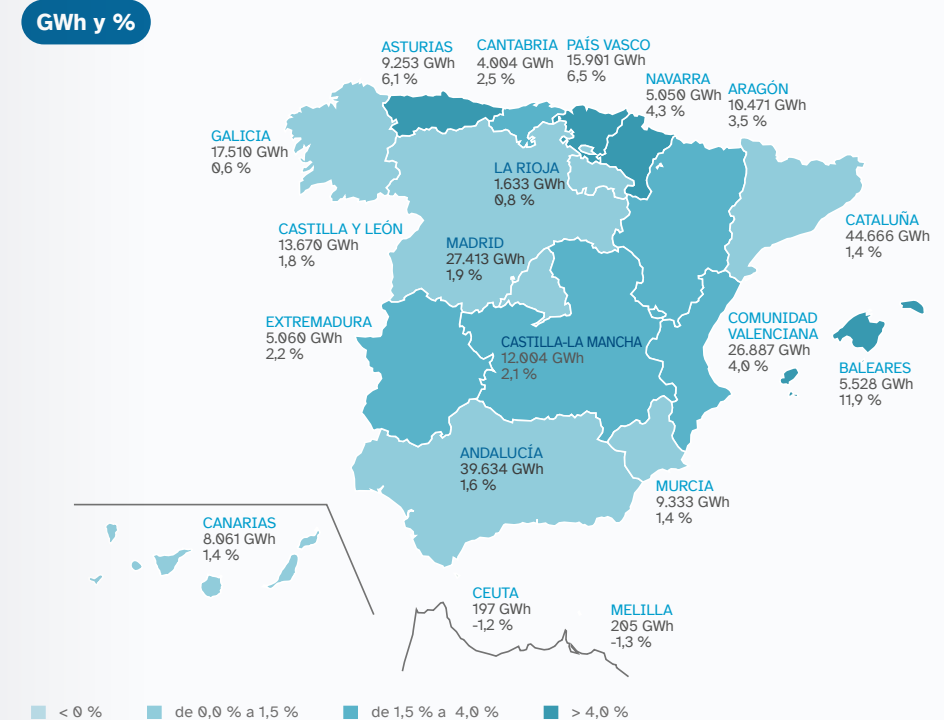 GWh y %
ASTURIAS
9.253 GWh
6,1 %
CANTABRIA
4.004 GWh
2,5 %
PAÍS VASCO
15.901 GWh
6,5 %
NAVARRA
5.050 GWh
4,3 %
ARAGÓN
10.471 GWh
3,5 %
GALICIA
17.510 GWh
0,6 %
LA RIOJA
1.633 GWh
0,8 %
CASTILLA Y LEÓN
13.670 GWh
1,8 %
MADRID
27.413 GWh
1,9 %
CATALUÑA
44.666 GWh
1,4 %
EXTREMADURA
5.060 GWh
2,2 %
CASTILLA-LA MANCHA
12.004 GWh
2,1 %
COMUNIDAD
VALENCIANA
26.887 GWh
4,0 %
BALEARES
5.528 GWh
11,9 %
ANDALUCÍA
39.634 GWh
1,6 %
MURCIA
9.333 GWh
1,4 %
CANARIAS
8.061 GWh
1,4 %
CEUTA
197 GWh
-1,2 %
MELILLA
205 GWh
-1,3 %
< 0 %
de 0,0 % a 1,5 %
de 1,5 % a 4,0 %
> 4,0 %